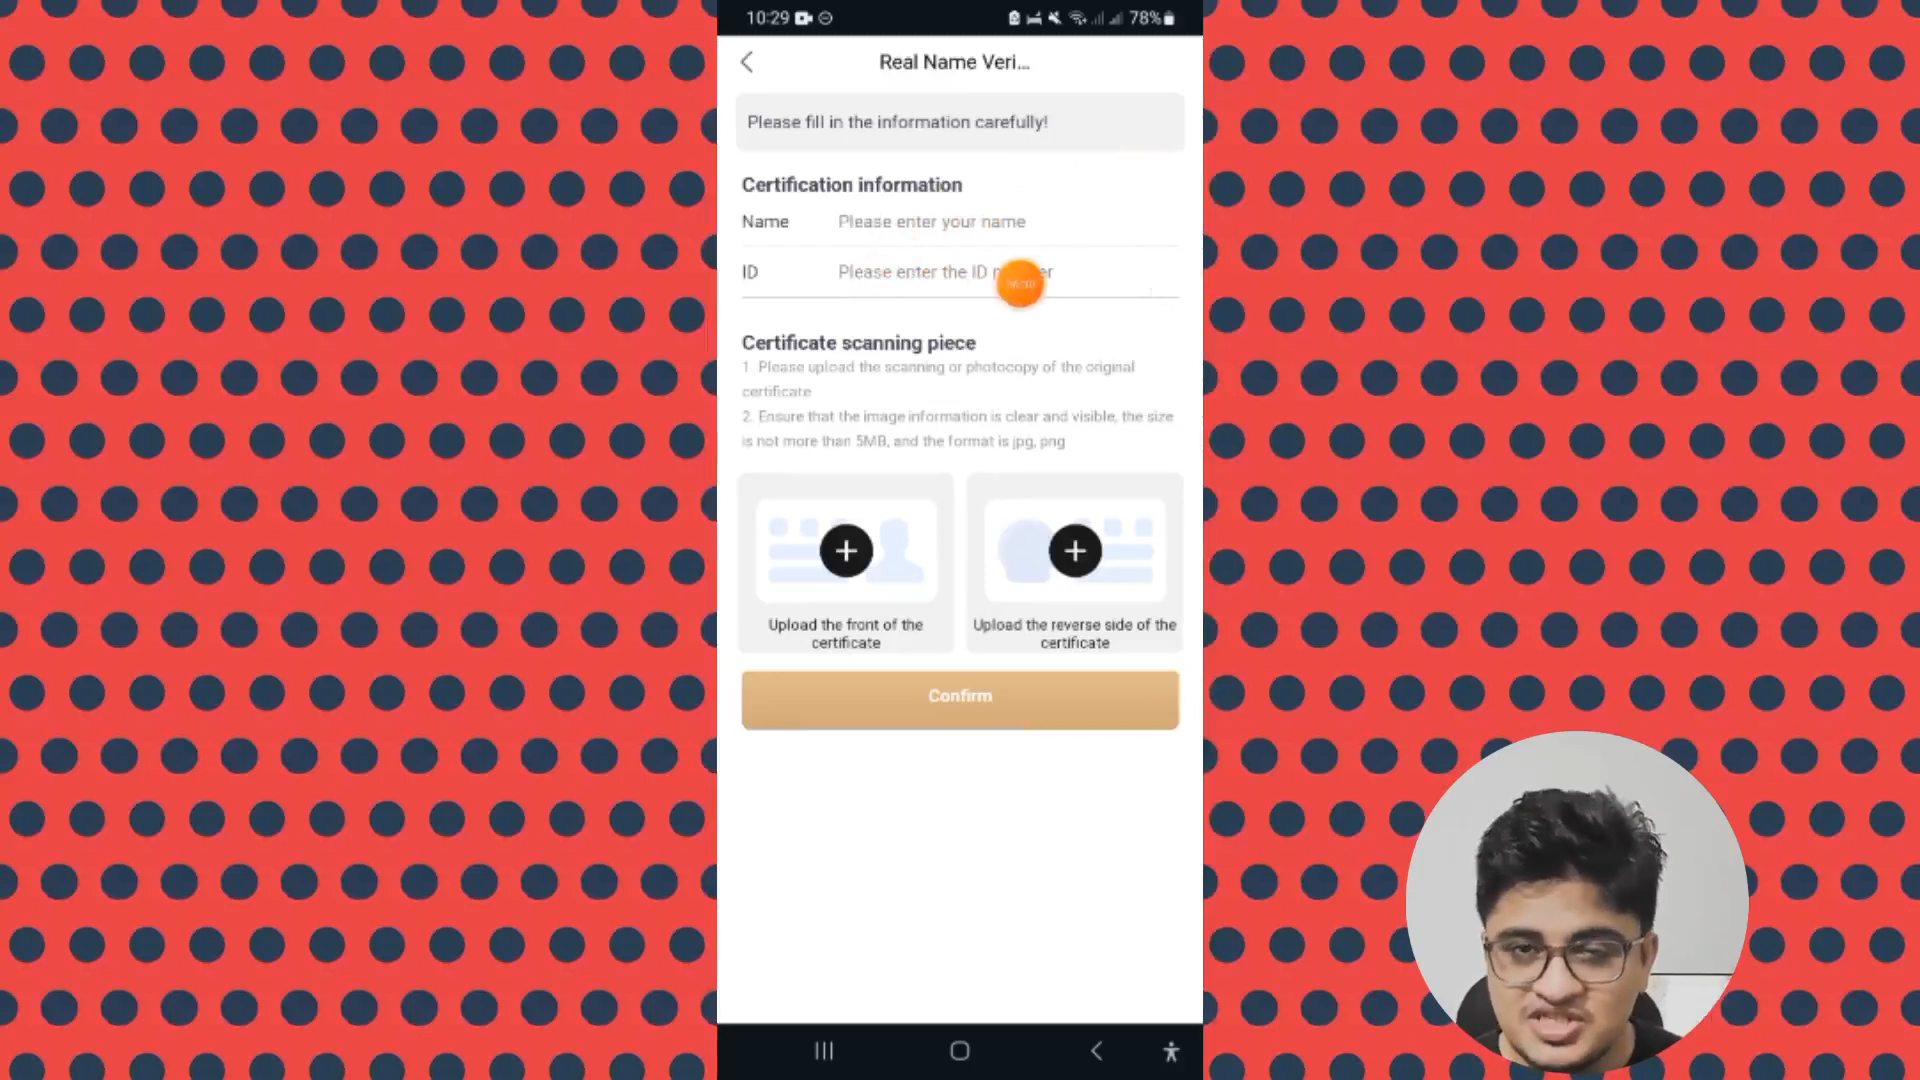 10:29
78%
Real Name Veri...
Please fill in the information carefully!
Certification information
Name Please enter your name
ID Please enter the ID
Certificate scanning piece
1. Please upload the scanning or photocopy of the original
certificate
2. Ensure that the image information is clear and visible, the size
is not more than 5MB, and the format is jpg, png
Upload the front of the
certificate
Upload the reverse side of the
certificate
Confirm